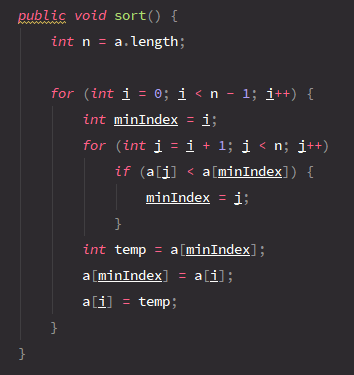 public void sort() {
    int n = a.length;

    for (int i = 0; i < n - 1; i++) {
        int minIndex = i;
        for (int j = i + 1; j < n; j++)
            if (a[j] < a[minIndex]) {
                minIndex = j;
            }
        int temp = a[minIndex];
        a[minIndex] = a[i];
        a[i] = temp;
    }
}